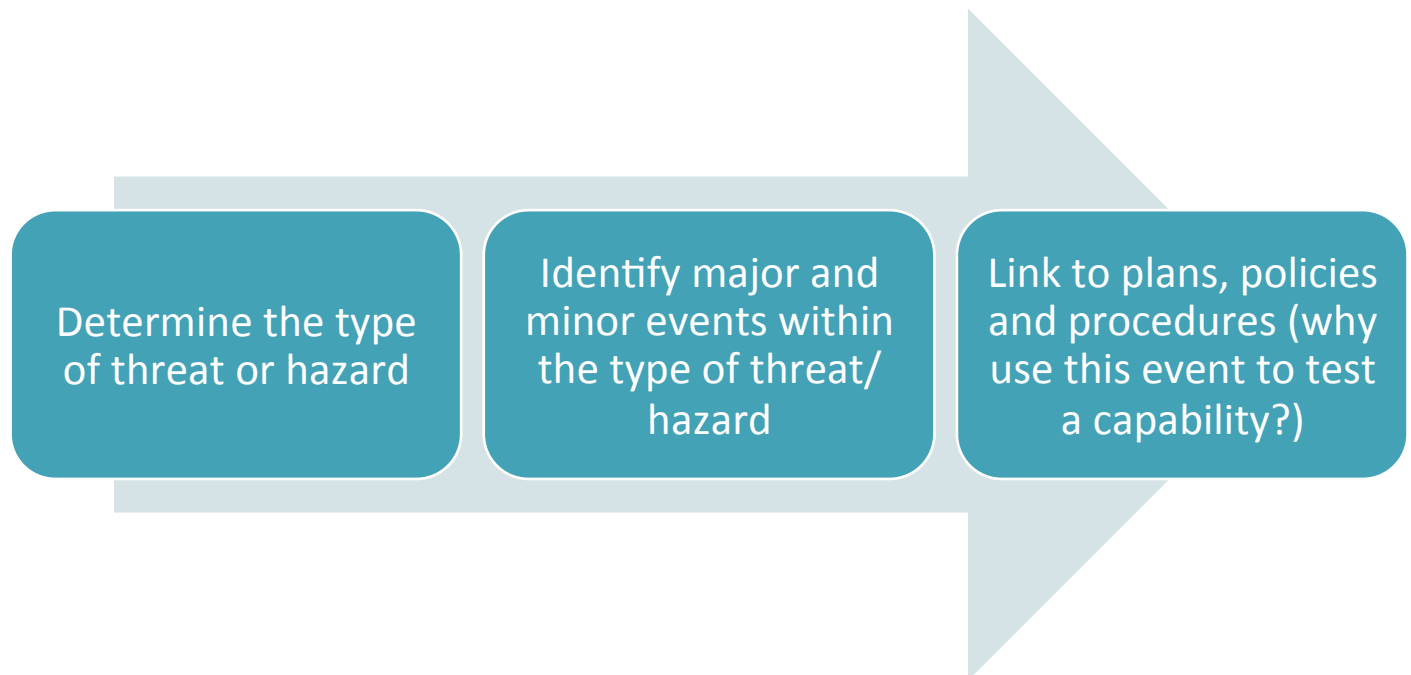 Determine the type
of threat or hazard
Identify major and
minor events within
the type of threat/
hazard
Link to plans, policies
and procedures (why
use this event to test
a capability?)